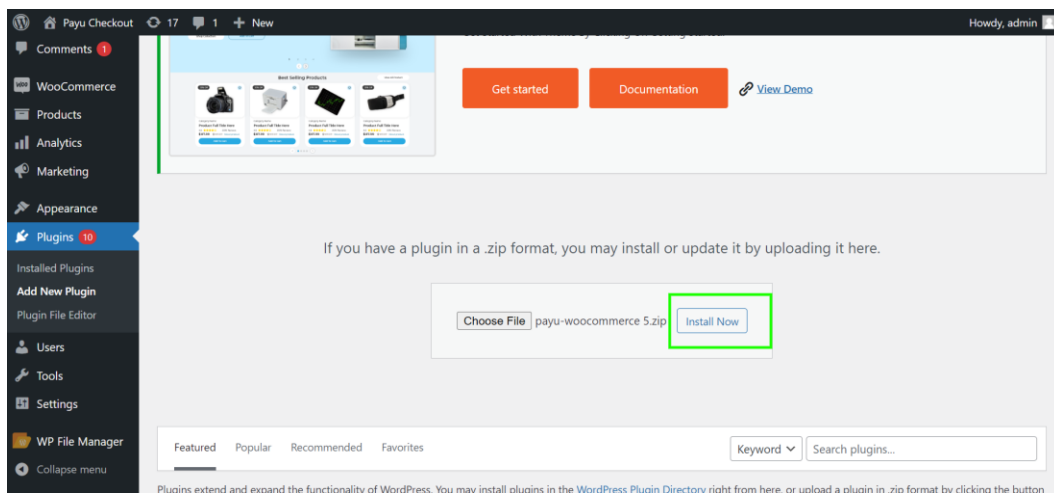 Payu Checkout 17 1 New Howdy, admin
Comments 1
WooCommerce
Products
Analytics
Marketing
Appearance
Plugins 10
Installed Plugins
Add New Plugin
Plugin File Editor
Users
Tools
Settings
WP File Manager
Collapse menu
Best Selling Products
Get started Documentation View Demo
If you have a plugin in a .zip format, you may install or update it by uploading it here.
Choose File payu-woocommerce 5.zip Install Now
Featured Popular Recommended Favorites Keyword Search plugins...
Plugins extend and expand the functionality of WordPress. You may install plugins in the WordPress Plugin Directory right from here, or upload a plugin in .zip format by clicking the button